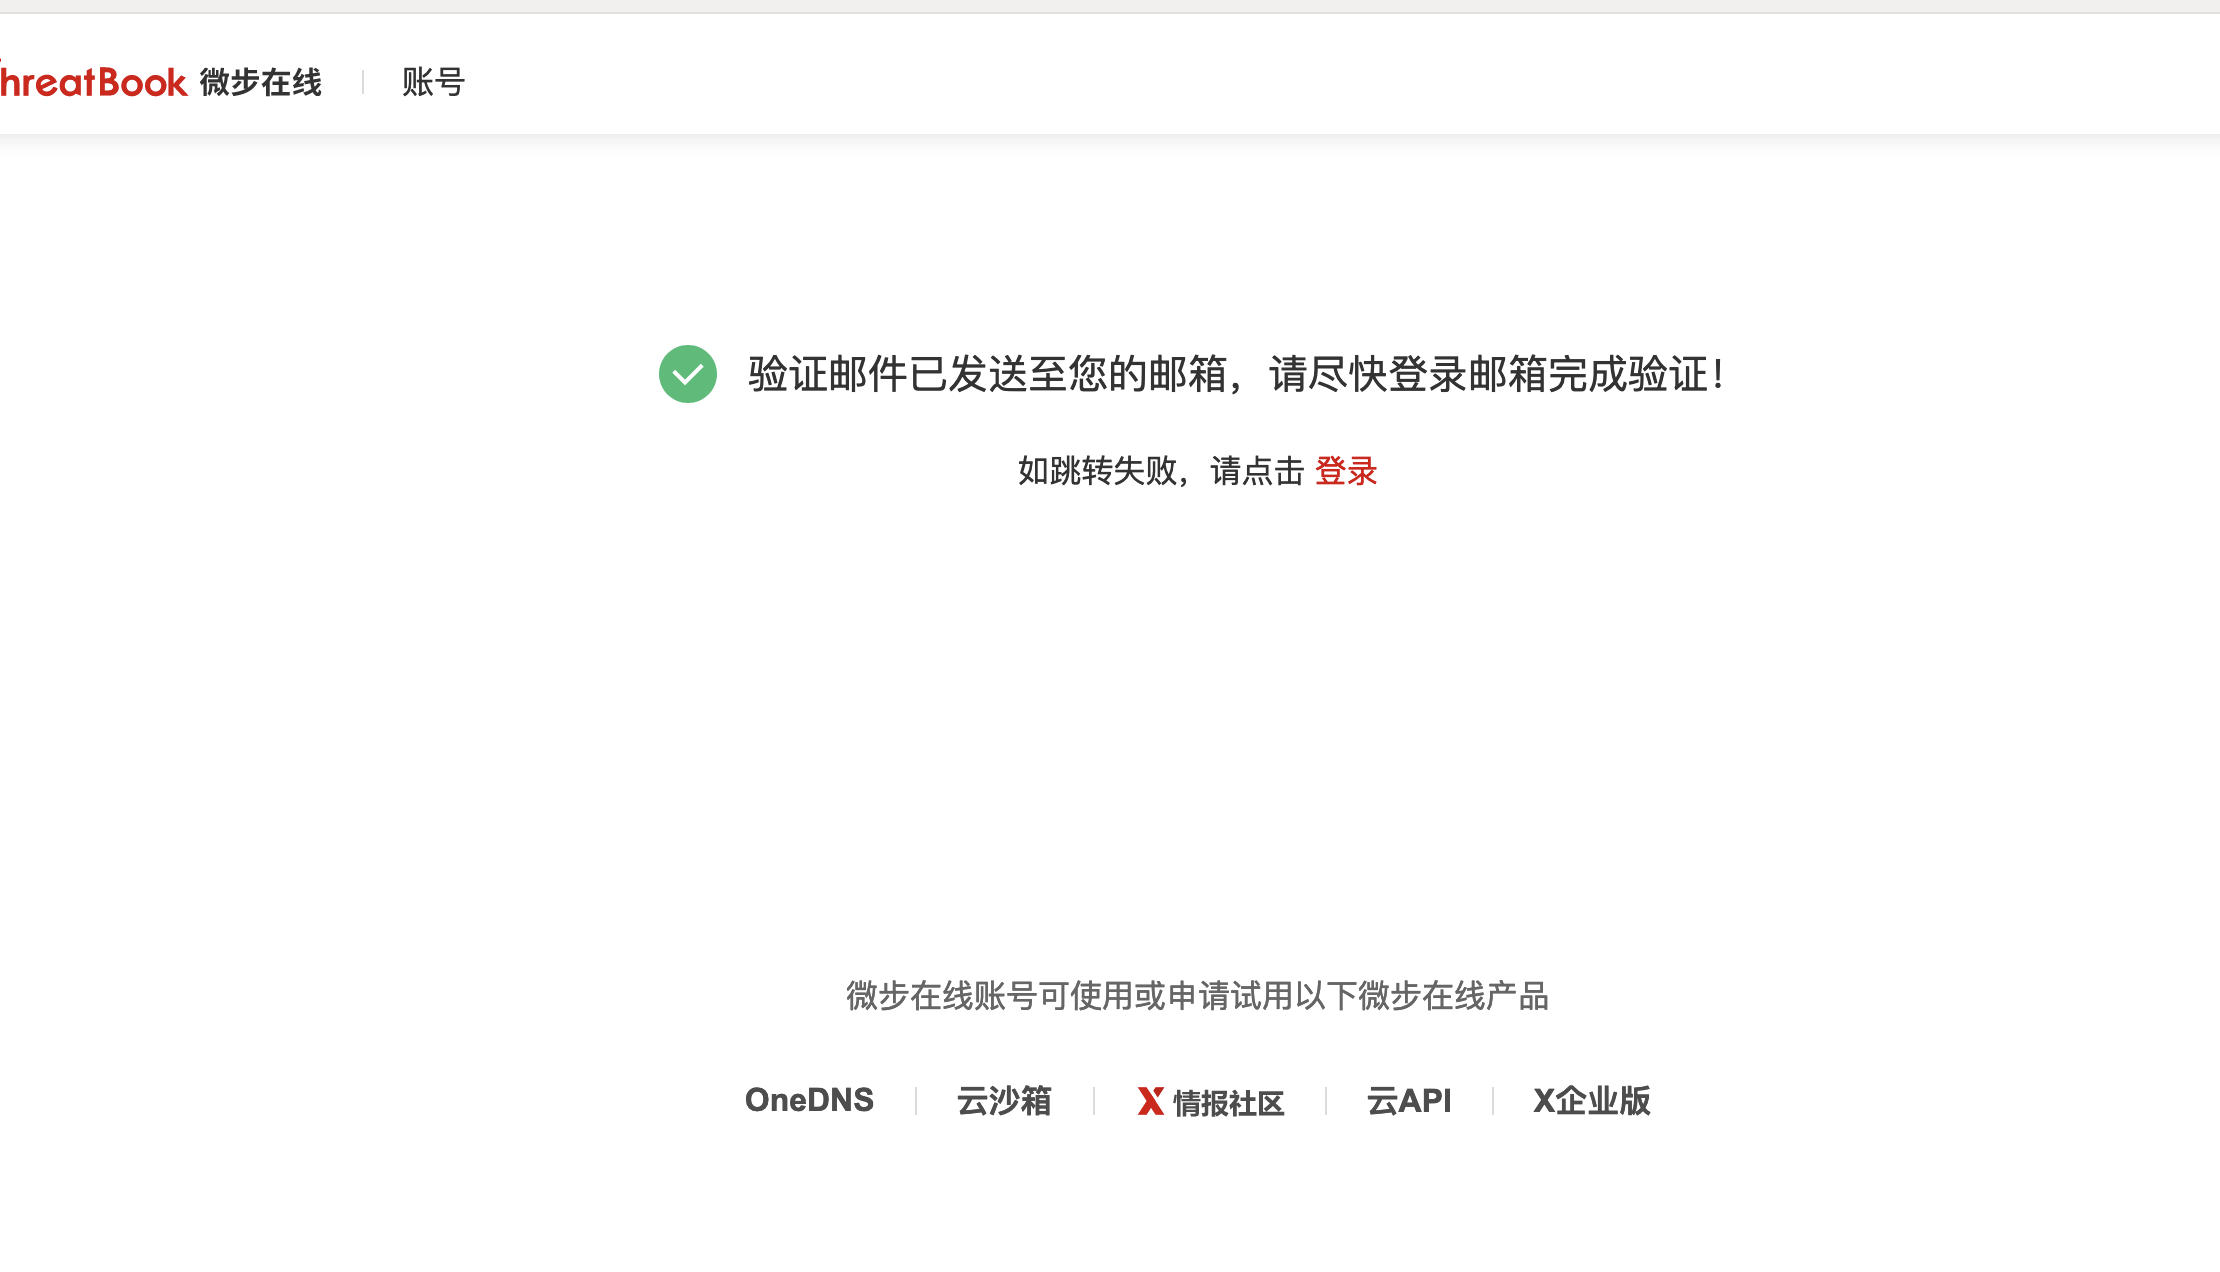 hreatBook 微步在线 账号
验证邮件已发送至您的邮箱，请尽快登录邮箱完成验证！
如跳转失败，请点击 登录
微步在线账号可使用或申请试用以下微步在线产品
OneDNS 云沙箱 X 情报社区 云API X企业版